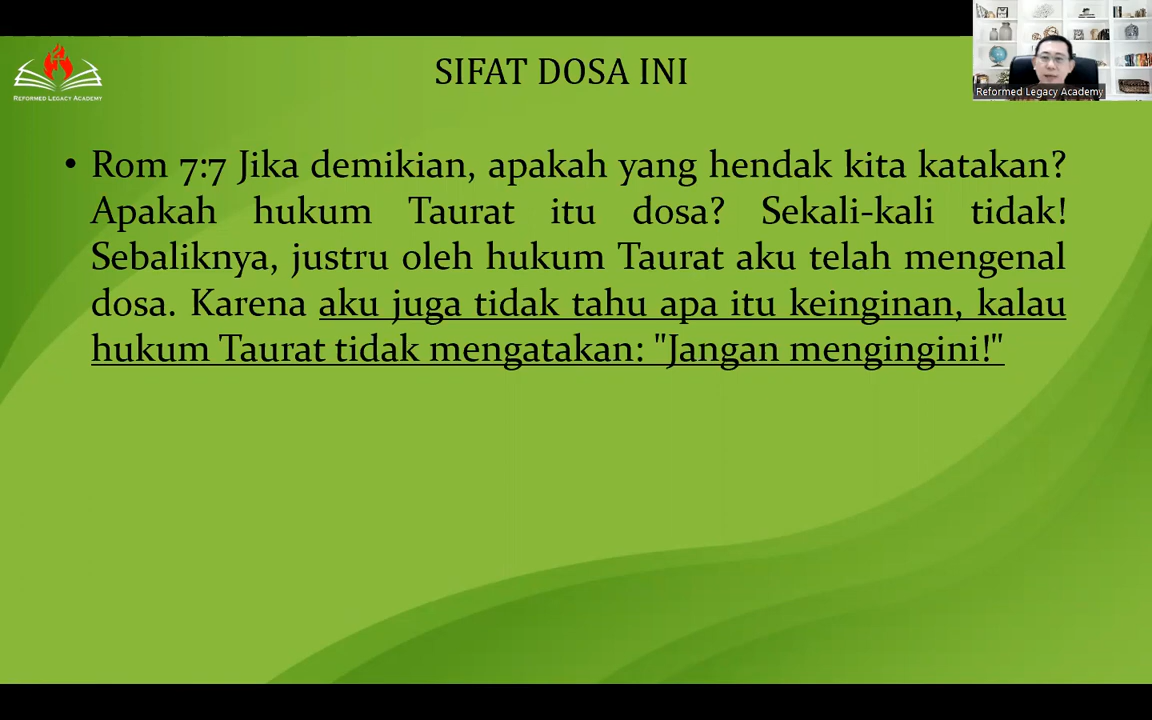 SIFAT DOSA INI
REFORMED LEGACY ACADEMY
Reformed Legacy Academy
• Rom 7:7 Jika demikian, apakah yang hendak kita katakan?
Apakah hukum Taurat itu dosa? Sekali-kali tidak!
Sebaliknya, justru oleh hukum Taurat aku telah mengenal
dosa. Karena aku juga tidak tahu apa itu keinginan, kalau
hukum Taurat tidak mengatakan: "Jangan mengingini!"